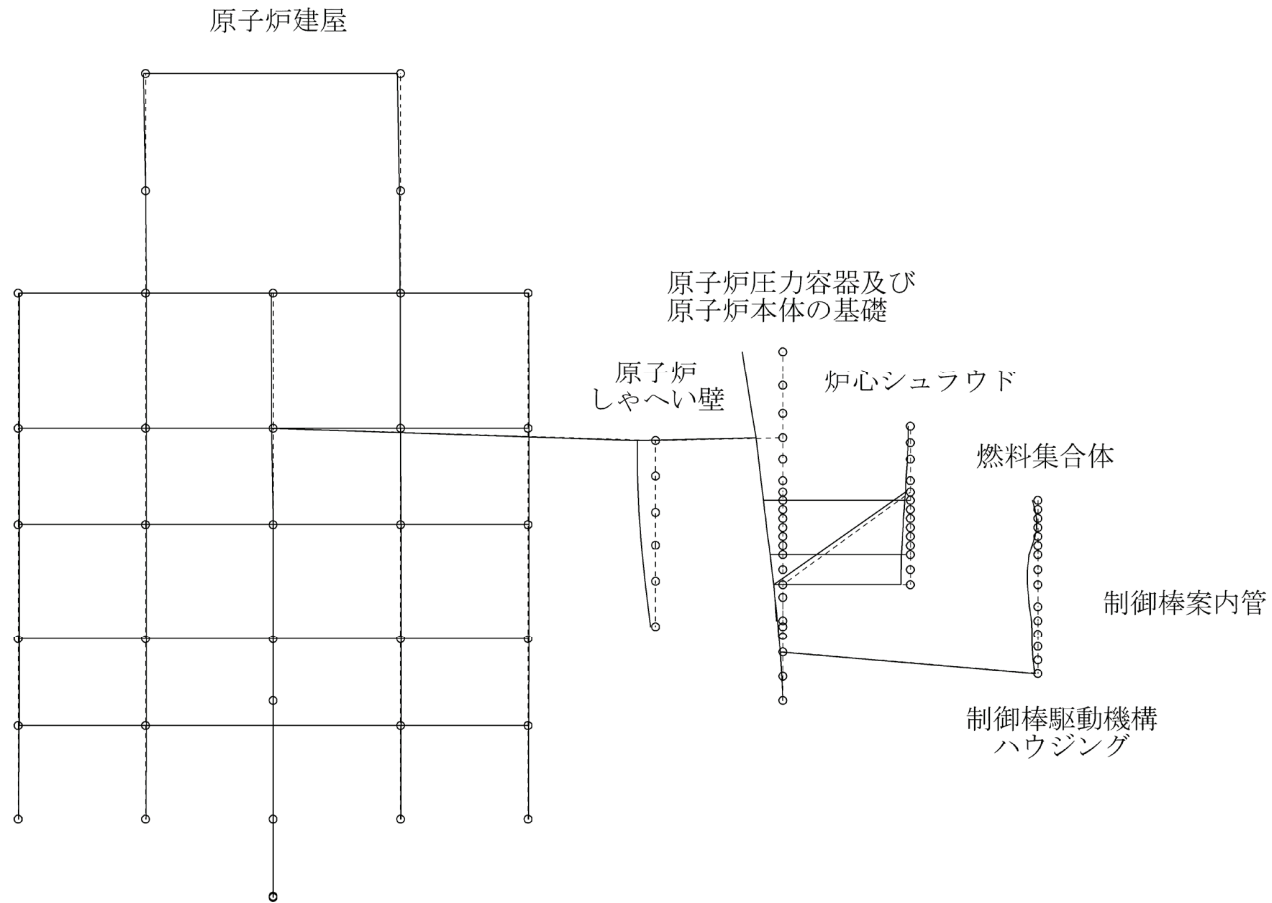 原子炉建屋
原子炉圧力容器及び
原子炉本体の基礎
原子炉
しゃへい壁
炉心シュラウド
燃料集合体
制御棒案内管
制御棒駆動機構
ハウジング